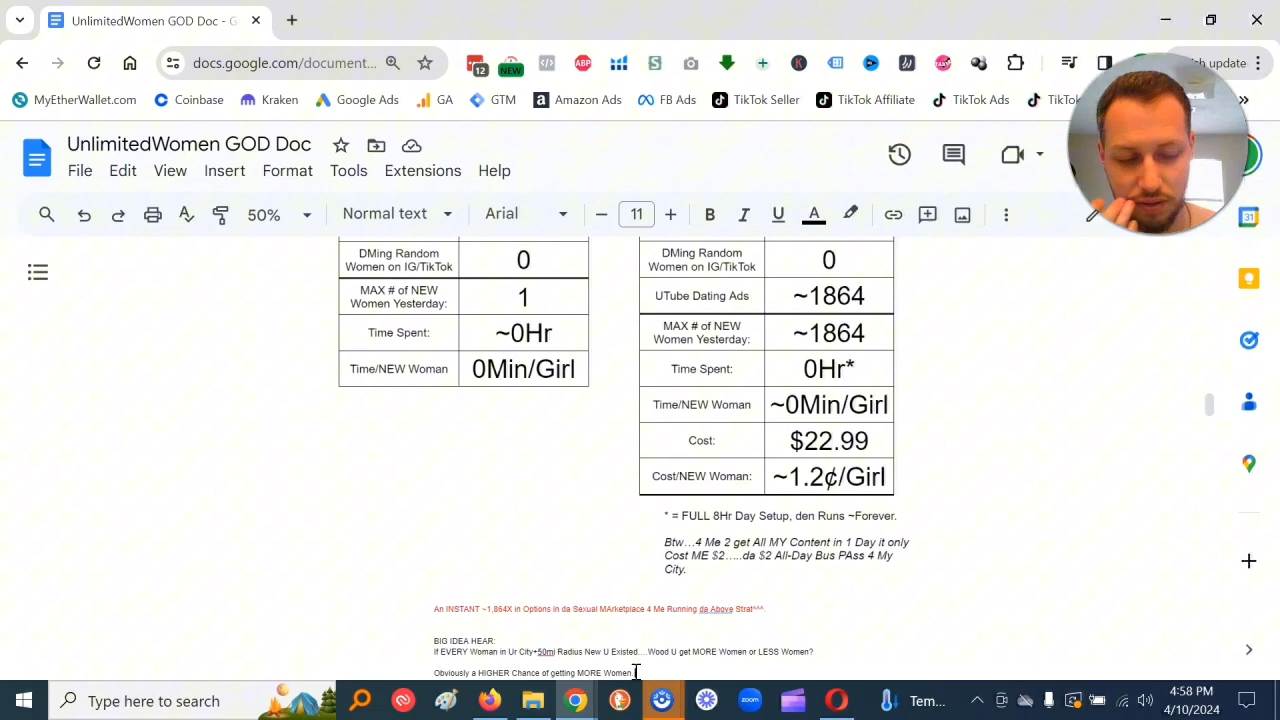 UnlimitedWomen GOD Doc - G
docs.google.com/document...
12
NEW
ABP
ch update
MyEtherWallet.com
Coinbase
Kraken
Google Ads
GA
GTM
Amazon Ads
FB Ads
TikTok Seller
TikTok Affiliate
TikTok Ads
UnlimitedWomen GOD Doc
File Edit View Insert Format Tools Extensions Help
50% Normal text Arial 11
DMing Random
Women on IG/TikTok
0
MAX # of NEW
Women Yesterday:
1
Time Spent:
~0Hr
Time/NEW Woman
0Min/Girl
DMing Random
Women on IG/TikTok
0
UTube Dating Ads
~1864
MAX # of NEW
Women Yesterday:
~1864
Time Spent:
0Hr*
Time/NEW Woman
~0Min/Girl
Cost:
$22.99
Cost/NEW Woman:
~1.2¢/Girl
* = FULL 8Hr Day Setup, den Runs ~Forever.
Btw…4 Me 2 get All MY Content in 1 Day it only
Cost ME $2…..da $2 All-Day Bus PAss 4 My
City.
An INSTANT ~1,864X in Options in da Sexual MArketplace 4 Me Running da Above Strat^^^.
BIG IDEA HEAR:
If EVERY Woman in Ur City+50mi Radius New U Existed….Wood U get MORE Women or LESS Women?
Obviously a HIGHER Chance of getting MORE Women.
Type here to search
zoom
Tem...
4:58 PM
4/10/2024